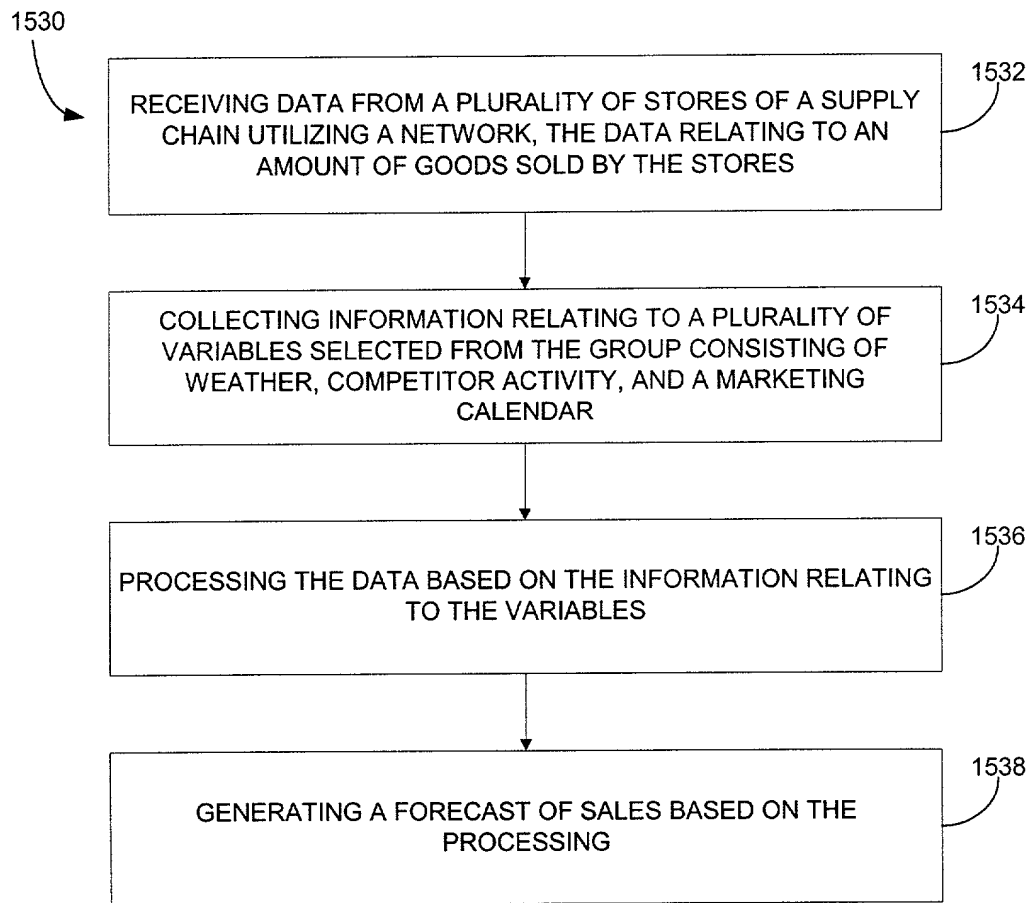 1530
1532
RECEIVING DATA FROM A PLURALITY OF STORES OF A SUPPLY
CHAIN UTILIZING A NETWORK, THE DATA RELATING TO AN
AMOUNT OF GOODS SOLD BY THE STORES
1534
COLLECTING INFORMATION RELATING TO A PLURALITY OF
VARIABLES SELECTED FROM THE GROUP CONSISTING OF
WEATHER, COMPETITOR ACTIVITY, AND A MARKETING
CALENDAR
1536
PROCESSING THE DATA BASED ON THE INFORMATION RELATING
TO THE VARIABLES
1538
GENERATING A FORECAST OF SALES BASED ON THE
PROCESSING